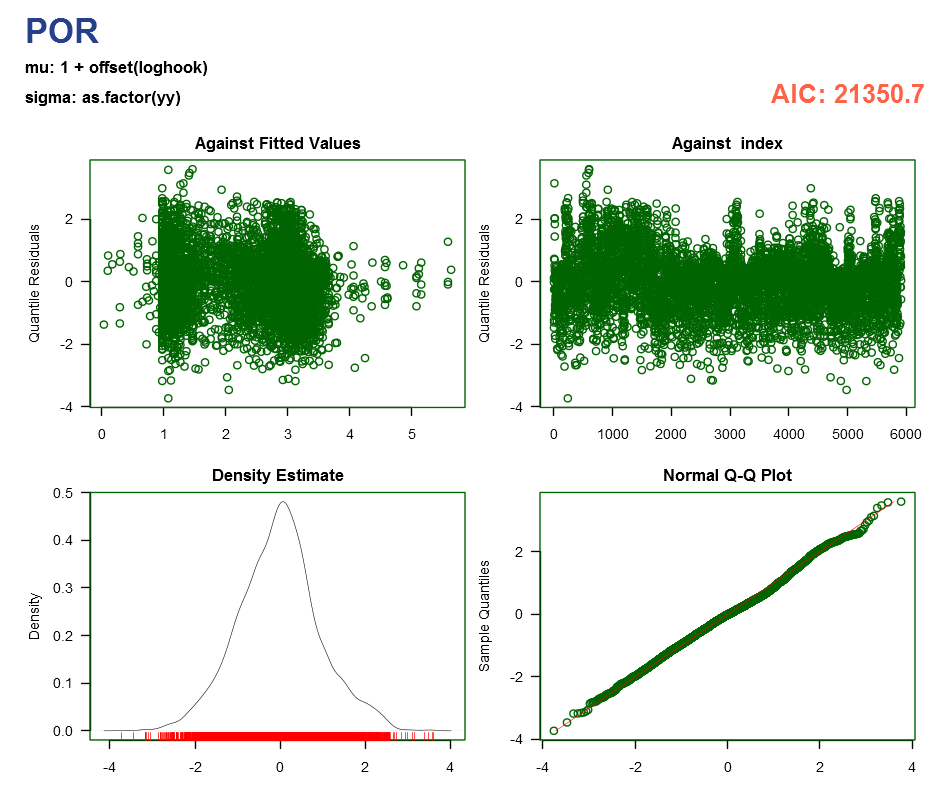 POR
mu: 1 + offset(loghook)
sigma: as.factor(yy)
AIC: 21350.7
Against Fitted Values
Quantile Residuals
2
0
-2
-4
0 1 2 3 4 5
Against  index
Quantile Residuals
2
0
-2
-4
0 1000 2000 3000 4000 5000 6000
Density Estimate
Density
0.5
0.4
0.3
0.2
0.1
0.0
-4 -2 0 2 4
Normal Q-Q Plot
Sample Quantiles
2
0
-2
-4
-4 -2 0 2 4